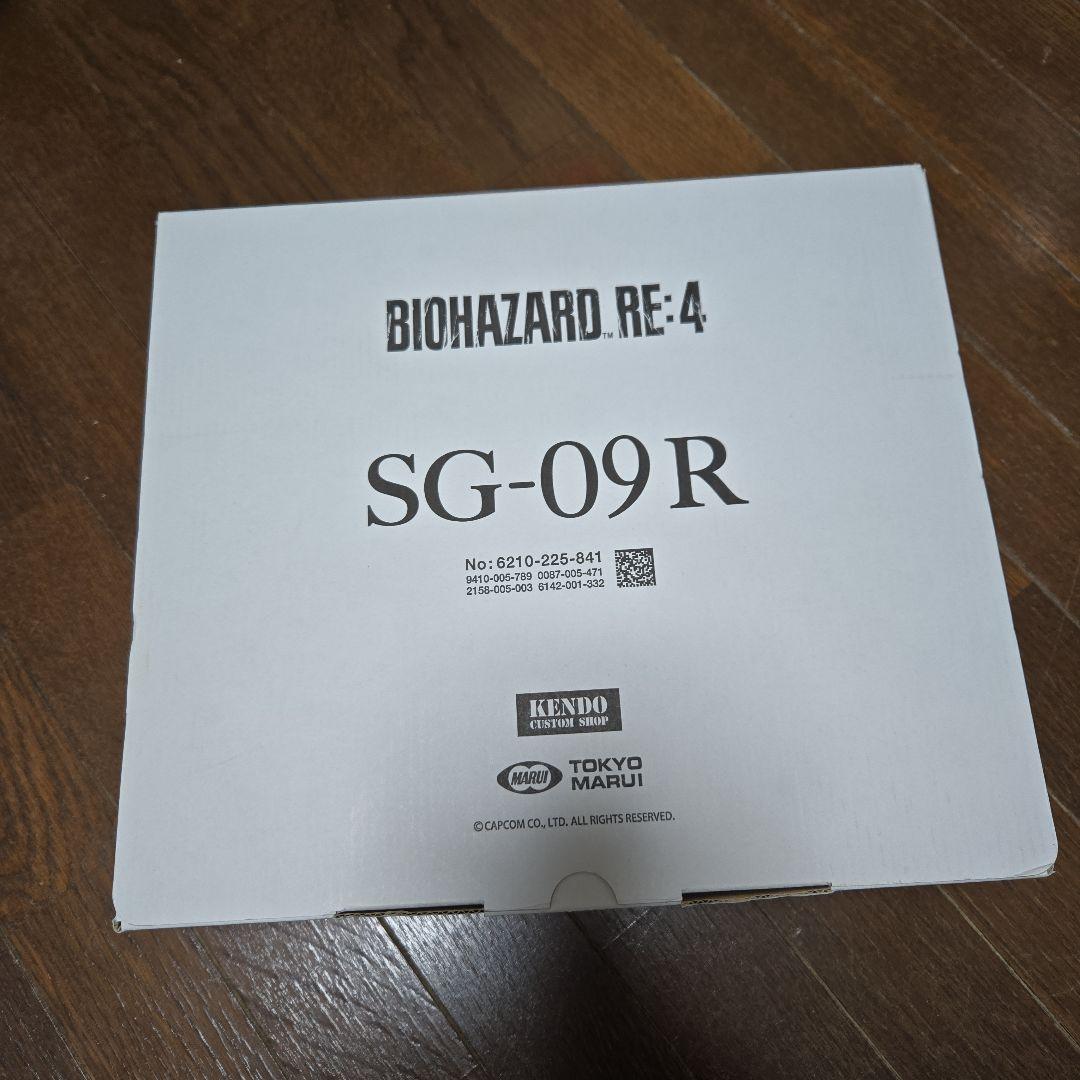 BIOHAZARD™ RE:4
SG-09 R
No: 6210-225-841
9410-005-789 0087-005-471
2158-005-003 6142-001-332
KENDO
CUSTOM SHOP
MARUI
TOKYO
MARUI
©CAPCOM CO., LTD. ALL RIGHTS RESERVED.